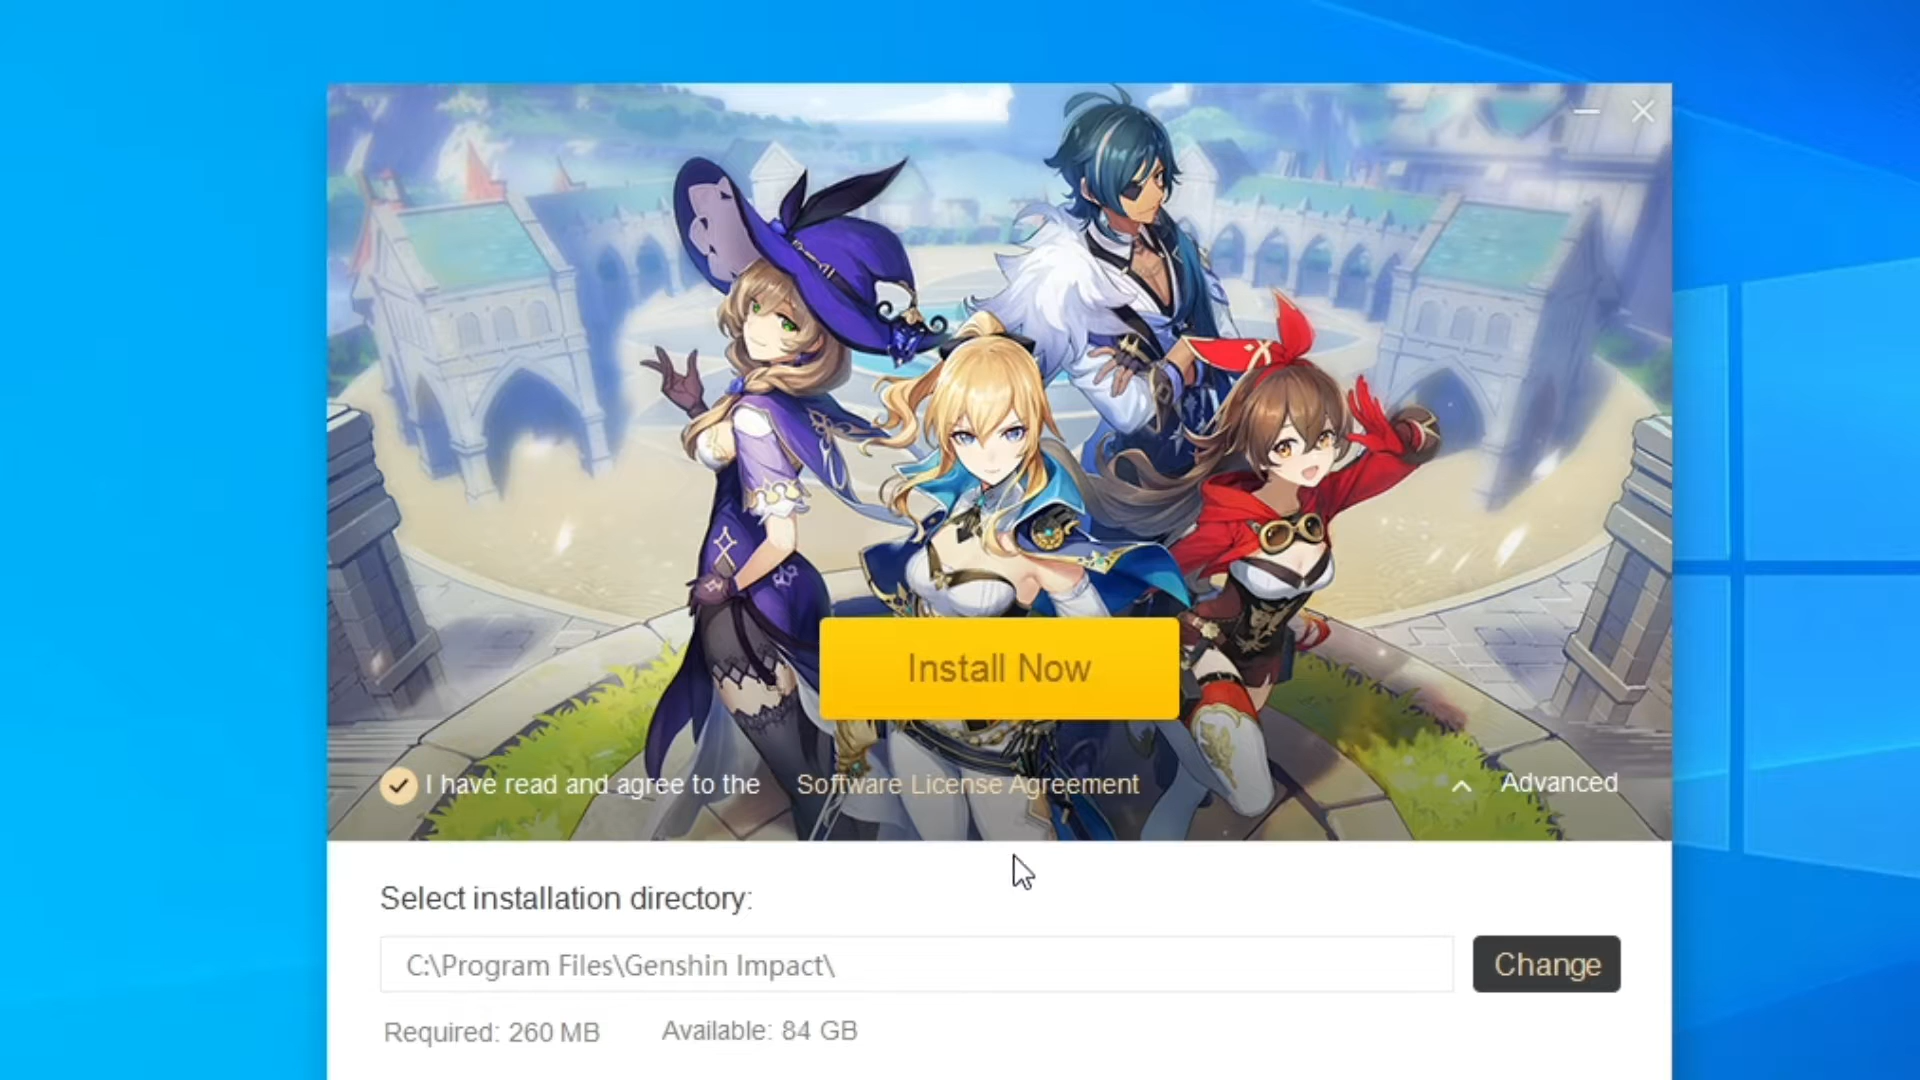 Install Now
I have read and agree to the Software License Agreement
Advanced
Select installation directory:
C:\Program Files\Genshin Impact\
Change
Required: 260 MB Available: 84 GB